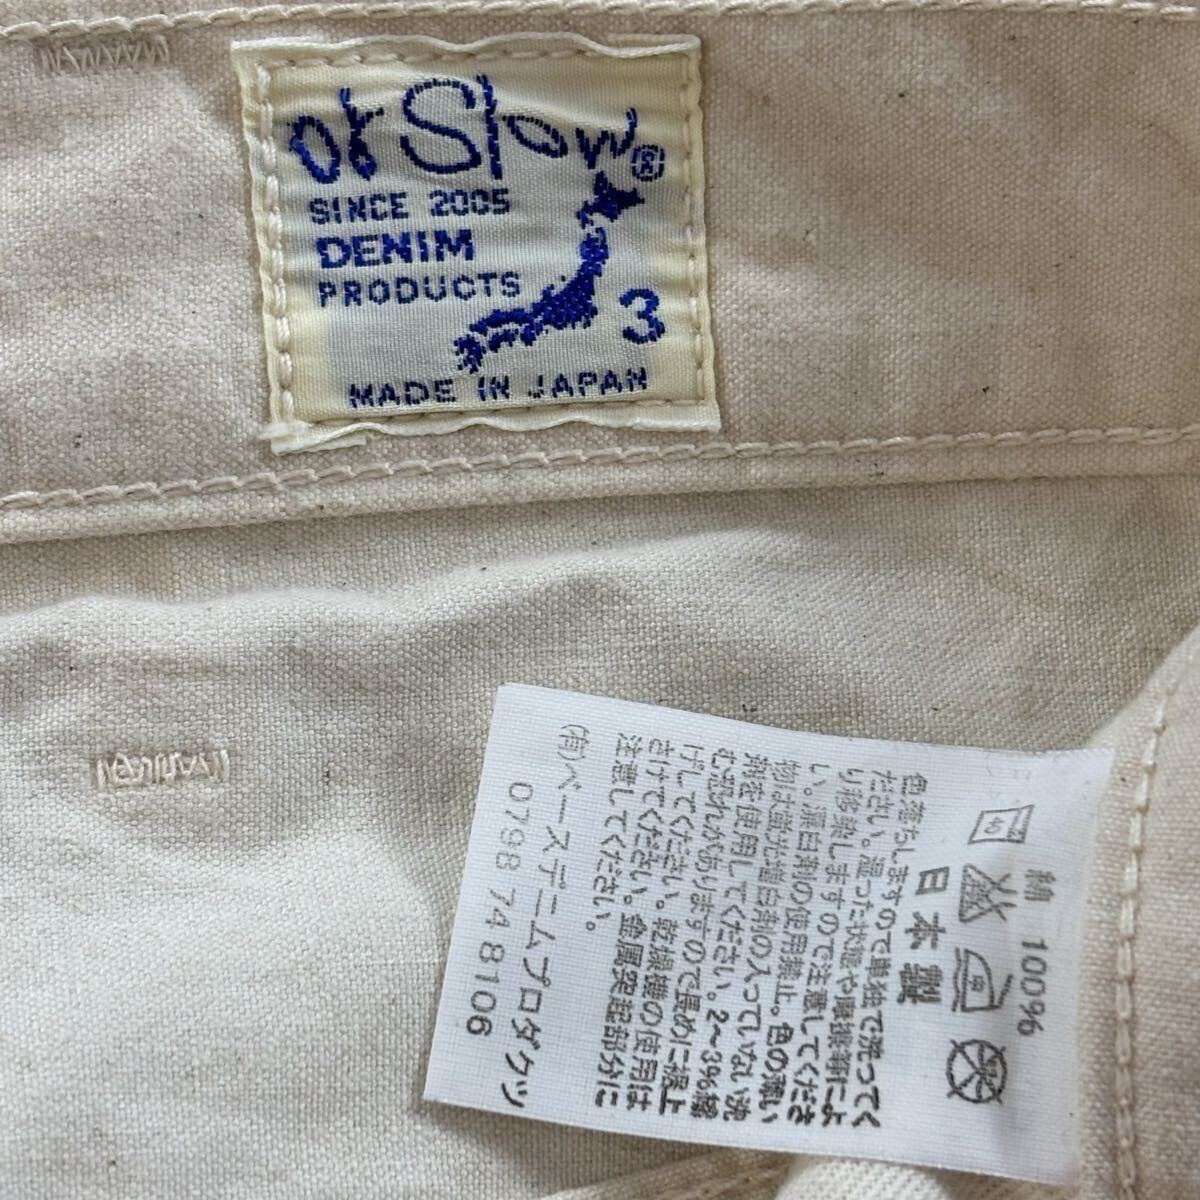 or Slow®
SINCE 2005
DENIM
PRODUCTS
3
MADE IN JAPAN
綿 100%
40
中
日本製
色落ちしますので単独で洗ってく
ださい。湿った状態や摩擦等によ
り移染しますので注意してくださ
い。漂白剤の使用禁止。色の薄い
物は蛍光増白剤の入っていない洗
剤を使用してください。2〜3%縮
む恐れがありますので長めに裾上
げしてください。乾燥機の使用は
さけてください。金属突起部分に
注意してください。
(有)ベースデニムプロダクツ
0798 74 8106